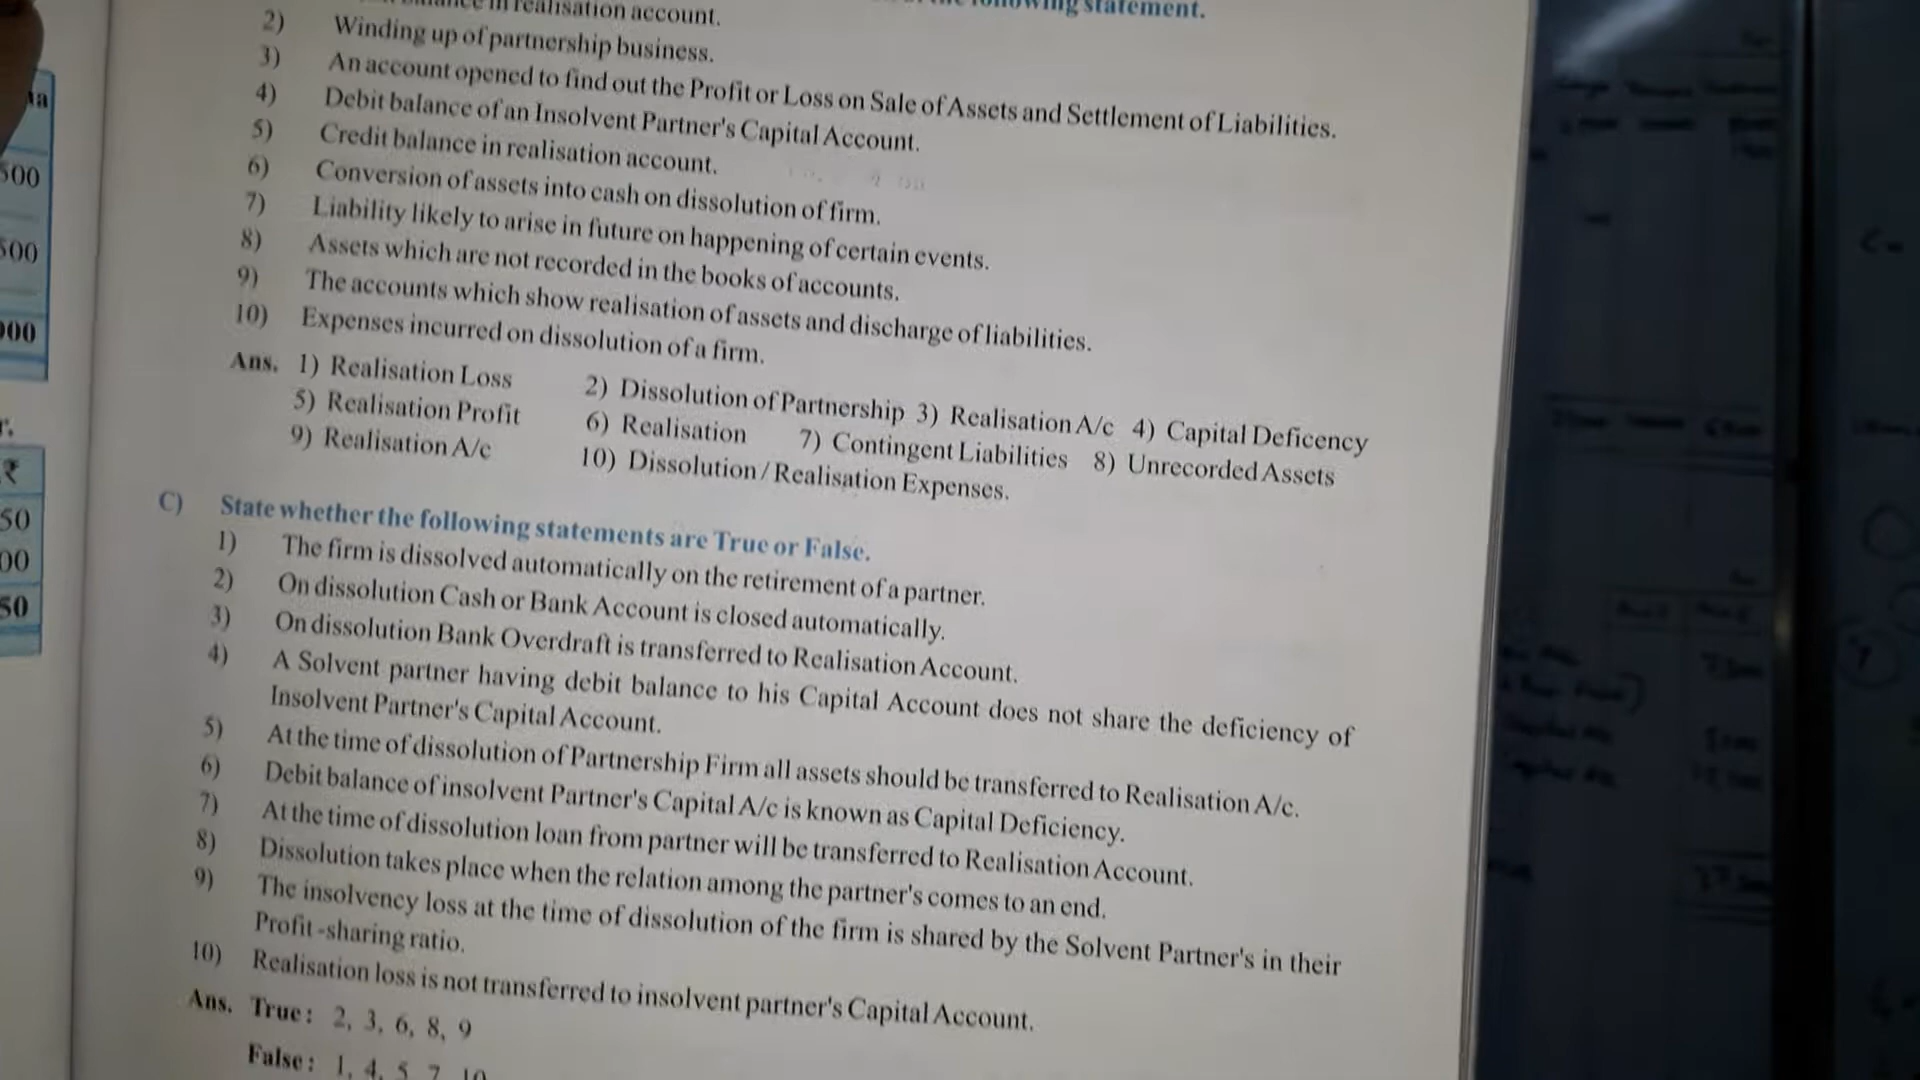 following statement.
in realisation account.
2) Winding up of partnership business.
3) An account opened to find out the Profit or Loss on Sale of Assets and Settlement of Liabilities.
4) Debit balance of an Insolvent Partner's Capital Account.
5) Credit balance in realisation account.
6) Conversion of assets into cash on dissolution of firm.
7) Liability likely to arise in future on happening of certain events.
8) Assets which are not recorded in the books of accounts.
9) The accounts which show realisation of assets and discharge of liabilities.
10) Expenses incurred on dissolution of a firm.
Ans. 1) Realisation Loss 2) Dissolution of Partnership 3) Realisation A/c 4) Capital Deficency
5) Realisation Profit 6) Realisation 7) Contingent Liabilities 8) Unrecorded Assets
9) Realisation A/c 10) Dissolution / Realisation Expenses.
C) State whether the following statements are True or False.
1) The firm is dissolved automatically on the retirement of a partner.
2) On dissolution Cash or Bank Account is closed automatically.
3) On dissolution Bank Overdraft is transferred to Realisation Account.
4) A Solvent partner having debit balance to his Capital Account does not share the deficiency of
Insolvent Partner's Capital Account.
5) At the time of dissolution of Partnership Firm all assets should be transferred to Realisation A/c.
6) Debit balance of insolvent Partner's Capital A/c is known as Capital Deficiency.
7) At the time of dissolution loan from partner will be transferred to Realisation Account.
8) Dissolution takes place when the relation among the partner's comes to an end.
9) The insolvency loss at the time of dissolution of the firm is shared by the Solvent Partner's in their
Profit-sharing ratio.
10) Realisation loss is not transferred to insolvent partner's Capital Account.
Ans. True : 2, 3, 6, 8, 9
False : 1, 4, 5, 7, 10
₹
50
00
50